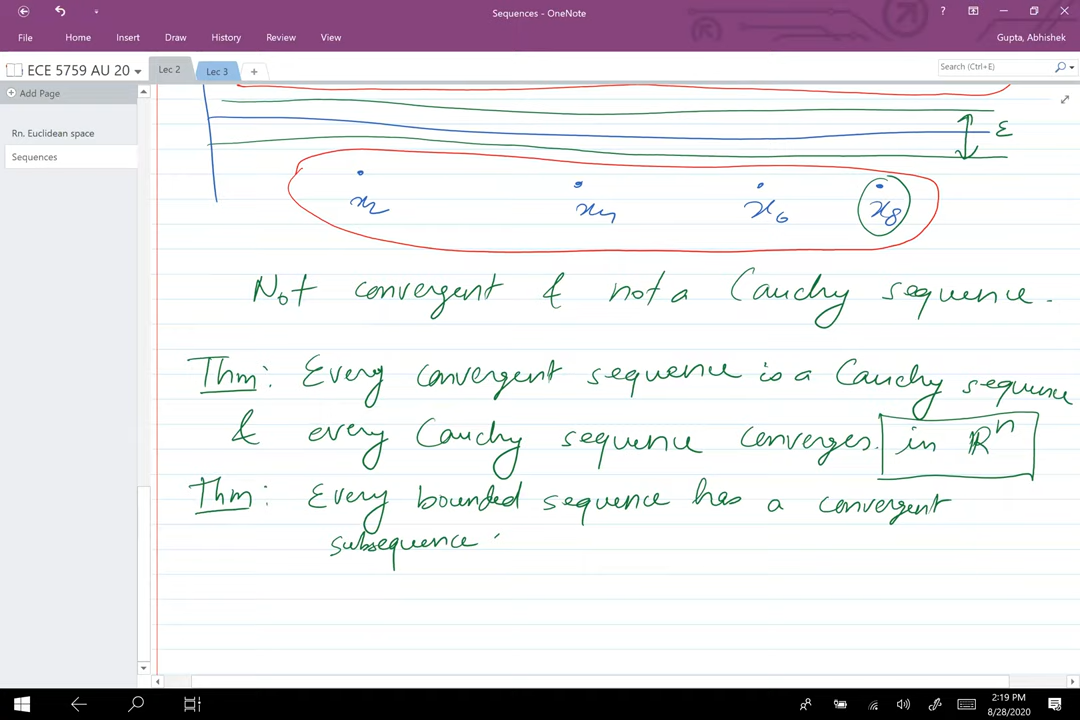 Sequences - OneNote
Gupta, Abhishek
File Home Insert Draw History Review View
ECE 5759 AU 20
Lec 2
Lec 3
Search (Ctrl+E)
Add Page
Rn. Euclidean space
Sequences
ε
x₂ x₄ x₆ x₈
Not convergent & not a Cauchy sequence.
Thm: Every convergent sequence is a Cauchy sequence
& every Cauchy sequence converges. in ℝⁿ
Thm: Every bounded sequence has a convergent
subsequence.
2:19 PM
8/28/2020